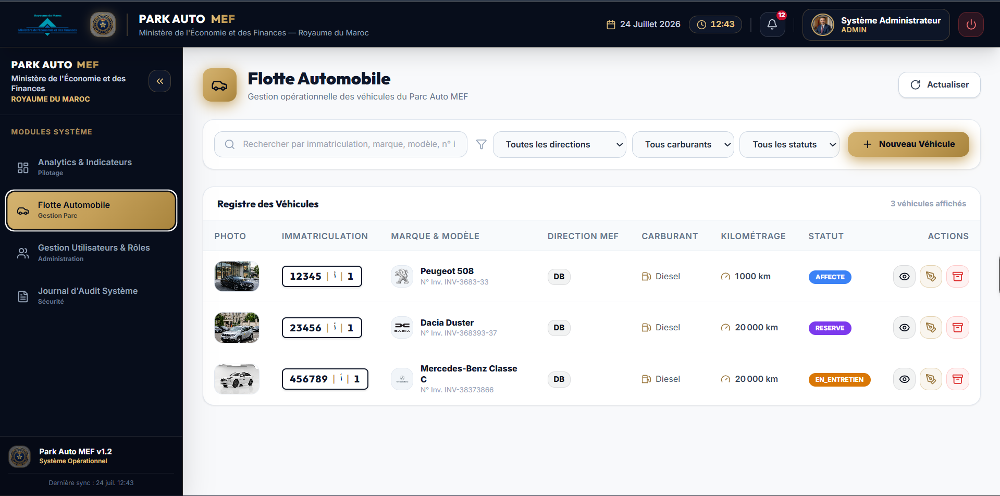 Royaume du Maroc
Ministère de l'Économie et des Finances
PARK AUTO MEF
Ministère de l'Économie et des Finances — Royaume du Maroc
24 Juillet 2026
12:43
12
Système Administrateur
ADMIN
PARK AUTO MEF
Ministère de l'Économie et des
Finances
ROYAUME DU MAROC
MODULES SYSTÈME
Analytics & Indicateurs
Pilotage
Flotte Automobile
Gestion Parc
Gestion Utilisateurs & Rôles
Administration
Journal d'Audit Système
Sécurité
Park Auto MEF v1.2
Système Opérationnel
Dernière sync : 24 juil. 12:43
Flotte Automobile
Gestion opérationnelle des véhicules du Parc Auto MEF
Actualiser
Rechercher par immatriculation, marque, modèle, n° i
Toutes les directions
Tous carburants
Tous les statuts
+ Nouveau Véhicule
Registre des Véhicules
3 véhicules affichés
PHOTO IMMATRICULATION MARQUE & MODÈLE DIRECTION MEF CARBURANT KILOMÉTRAGE STATUT ACTIONS
12345 | أ | 1
Peugeot 508
N° Inv. INV-3683-33
DB
Diesel
1000 km
AFFECTE
23456 | أ | 1
DACIA
Dacia Duster
N° Inv. INV-368393-37
DB
Diesel
20 000 km
RESERVE
456789 | أ | 1
Mercedes-Benz
Mercedes-Benz Classe
C
N° Inv. INV-38373866
DB
Diesel
20 000 km
EN_ENTRETIEN